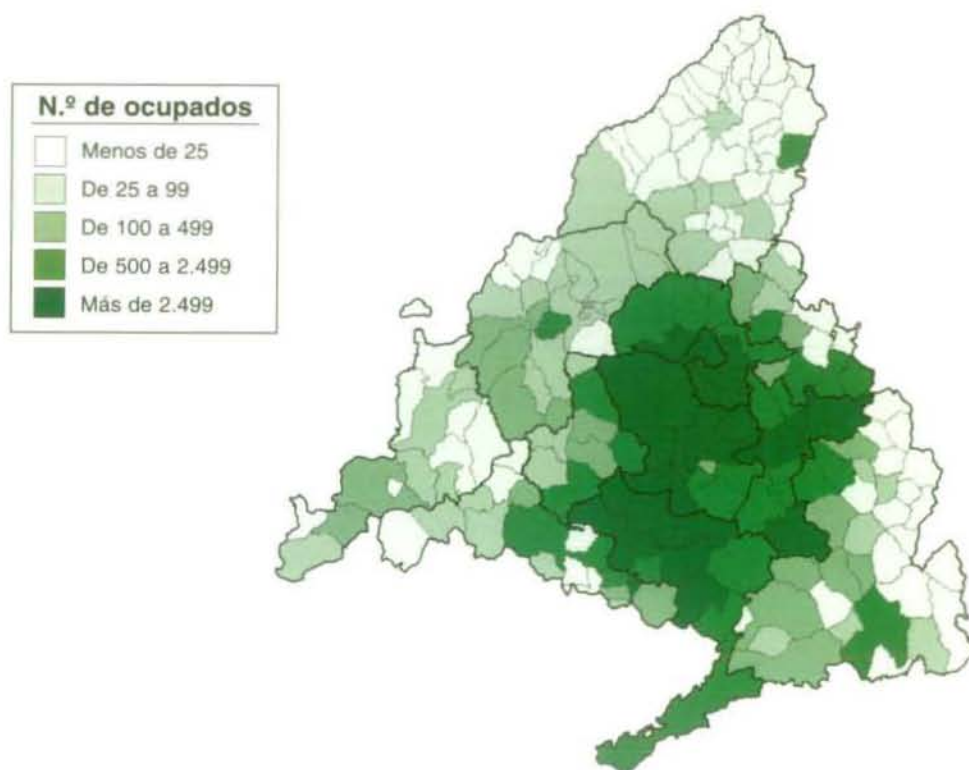 N.º de ocupados
Menos de 25
De 25 a 99
De 100 a 499
De 500 a 2.499
Más de 2.499